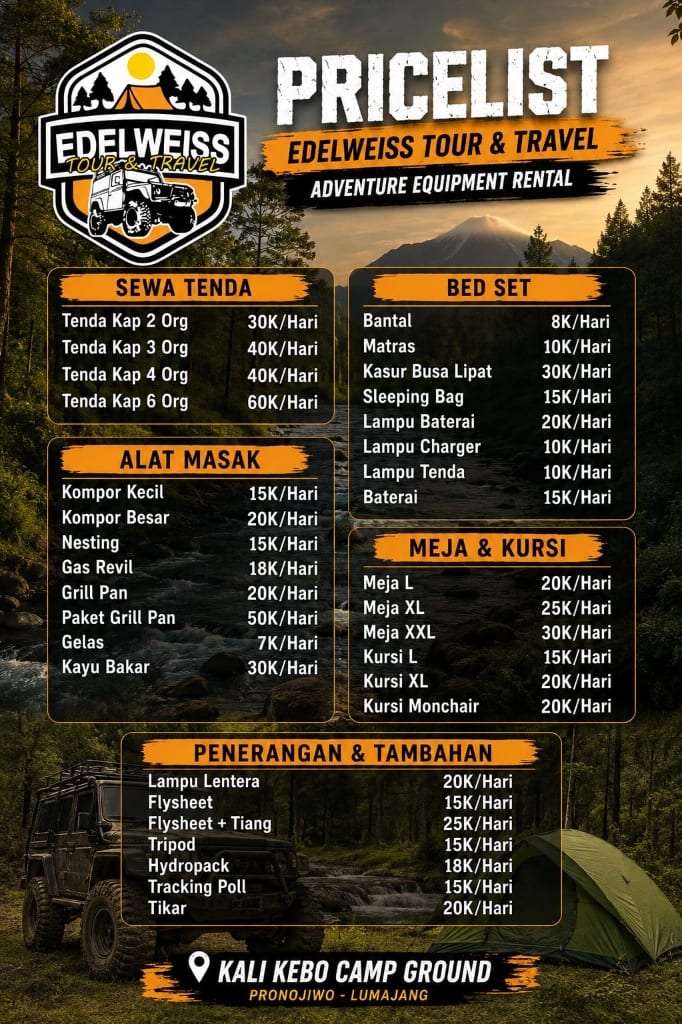 EDELWEISS
TOUR & TRAVEL
PRICELIST
EDELWEISS TOUR & TRAVEL
ADVENTURE EQUIPMENT RENTAL
SEWA TENDA
Tenda Kap 2 Org 30K/Hari
Tenda Kap 3 Org 40K/Hari
Tenda Kap 4 Org 40K/Hari
Tenda Kap 6 Org 60K/Hari
ALAT MASAK
Kompor Kecil 15K/Hari
Kompor Besar 20K/Hari
Nesting 15K/Hari
Gas Revil 18K/Hari
Grill Pan 20K/Hari
Paket Grill Pan 50K/Hari
Gelas 7K/Hari
Kayu Bakar 30K/Hari
BED SET
Bantal 8K/Hari
Matras 10K/Hari
Kasur Busa Lipat 30K/Hari
Sleeping Bag 15K/Hari
Lampu Baterai 20K/Hari
Lampu Charger 10K/Hari
Lampu Tenda 10K/Hari
Baterai 15K/Hari
MEJA & KURSI
Meja L 20K/Hari
Meja XL 25K/Hari
Meja XXL 30K/Hari
Kursi L 15K/Hari
Kursi XL 20K/Hari
Kursi Monchair 20K/Hari
PENERANGAN & TAMBAHAN
Lampu Lentera 20K/Hari
Flysheet 15K/Hari
Flysheet + Tiang 25K/Hari
Tripod 15K/Hari
Hydropack 18K/Hari
Tracking Poll 15K/Hari
Tikar 20K/Hari
KALI KEBO CAMP GROUND
PRONOJIWO - LUMAJANG